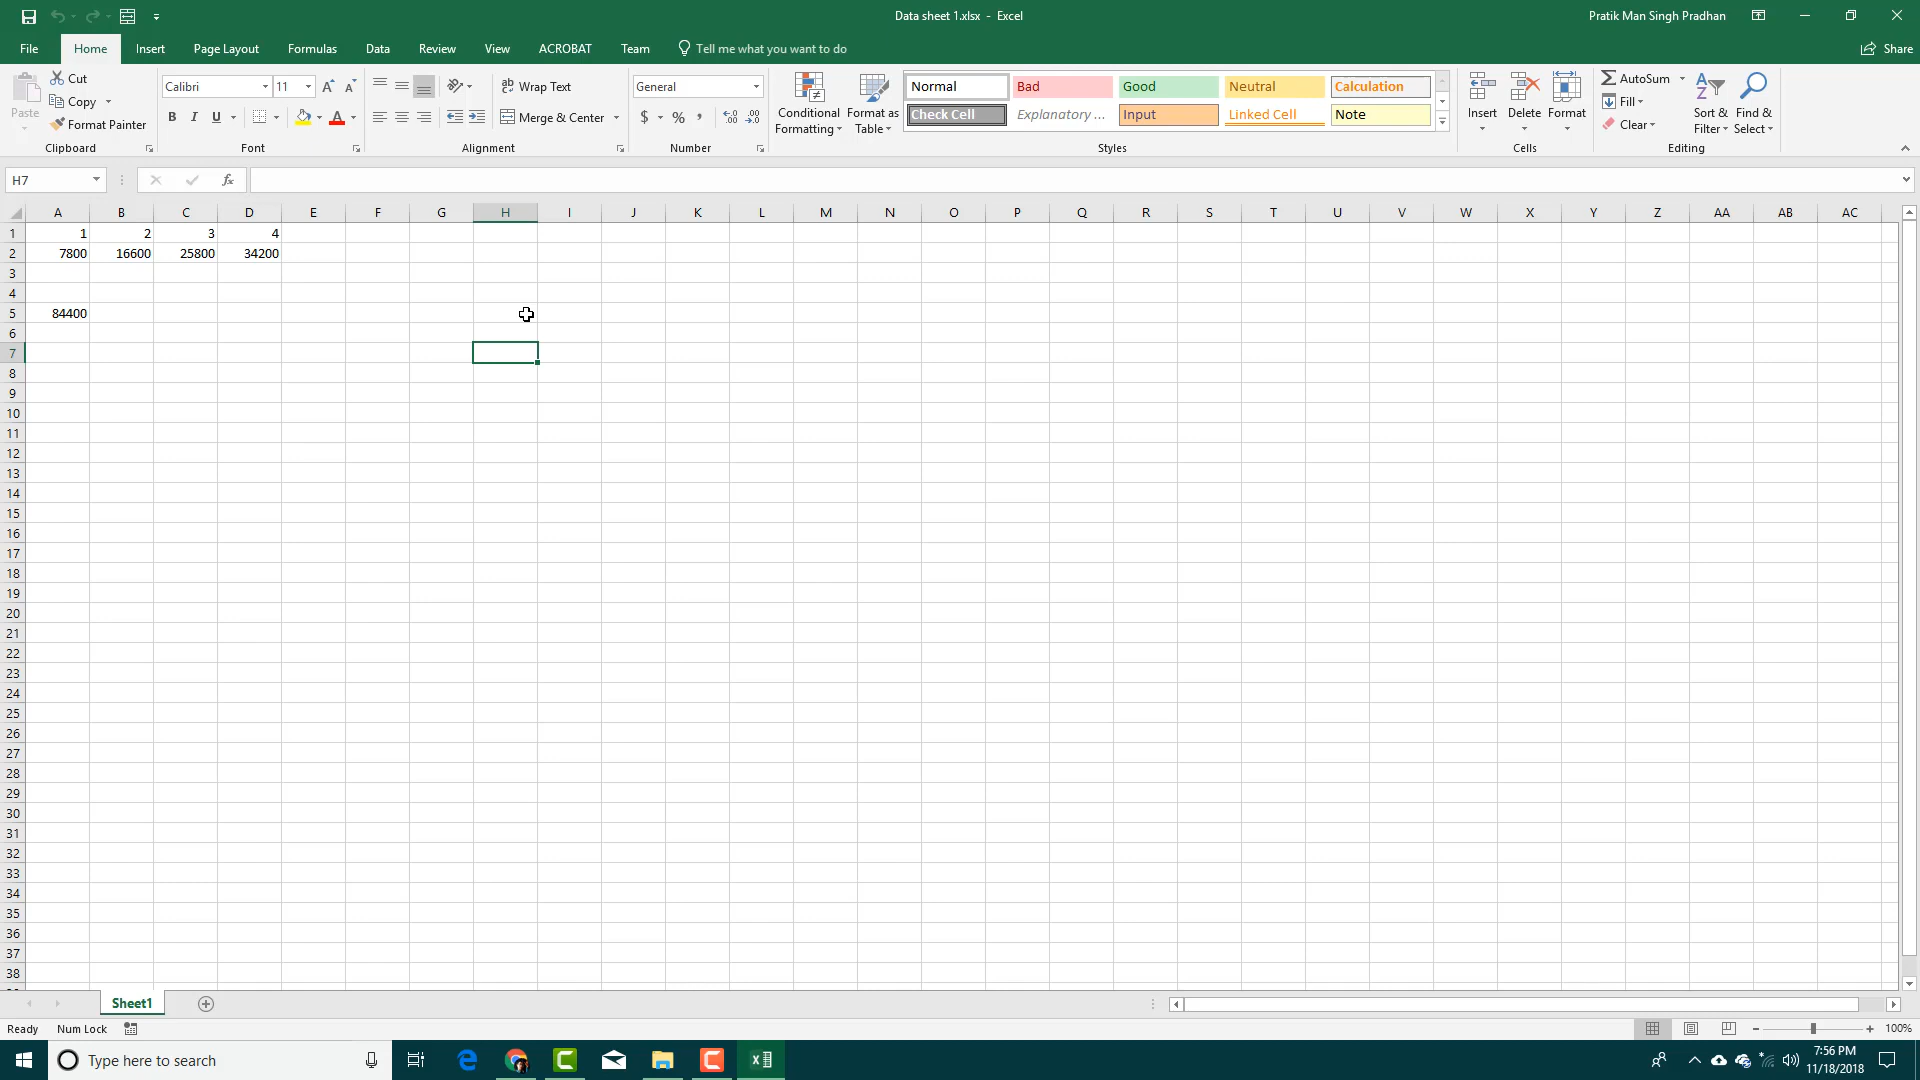 Data sheet 1.xlsx - Excel
Pratik Man Singh Pradhan
File Home Insert Page Layout Formulas Data Review View ACROBAT Team Tell me what you want to do Share
Paste
Cut
Copy
Format Painter
Clipboard
Calibri 11
B I U A
Font
Wrap Text
Merge & Center
Alignment
General
$ % ,
Number
Conditional Formatting
Format as Table
Normal Bad Good Neutral Calculation
Check Cell Explanatory ... Input Linked Cell Note
Styles
Insert Delete Format
Cells
AutoSum
Fill
Clear
Sort & Filter
Find & Select
Editing
H7 fx
A B C D E F G H I J K L M N O P Q R S T U V W X Y Z AA AB AC
1 1 2 3 4
2 7800 16600 25800 34200
3
4
5 84400
6
7
8
9
10
11
12
13
14
15
16
17
18
19
20
21
22
23
24
25
26
27
28
29
30
31
32
33
34
35
36
37
38
Sheet1
Ready Num Lock 100%
Type here to search
7:56 PM
11/18/2018